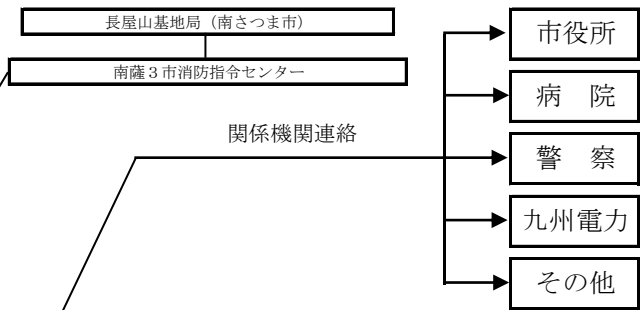 長屋山基地局（南さつま市）
南薩３市消防指令センター
関係機関連絡
市役所
病　院
警　察
九州電力
その他